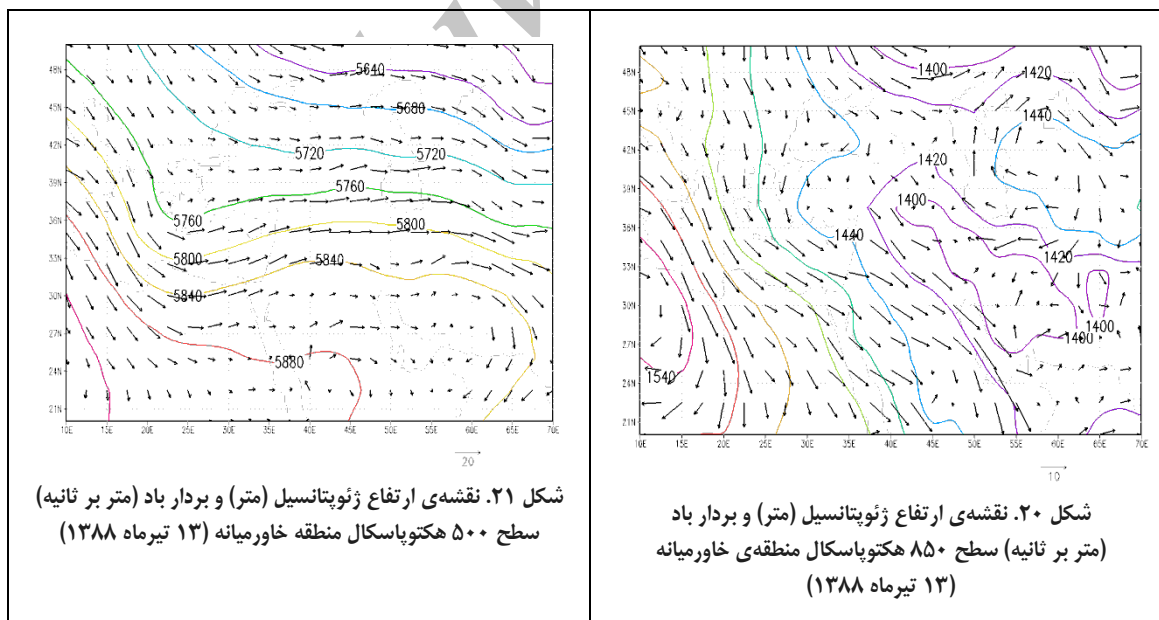 شکل ۲۰. نقشه‌ی ارتفاع ژئوپتانسیل (متر) و بردار باد
(متر بر ثانیه) سطح ۸۵۰ هکتوپاسکال منطقه‌ی خاورمیانه
(۱۳ تیرماه ۱۳۸۸)
1400
1420
1440
1420
1400
1440
1420
1400
1400
1540
48N
45N
42N
39N
36N
33N
30N
27N
24N
21N
10E 15E 20E 25E 30E 35E 40E 45E 50E 55E 60E 65E 70E
10
شکل ۲۱. نقشه‌ی ارتفاع ژئوپتانسیل (متر) و بردار باد (متر بر ثانیه)
سطح ۵۰۰ هکتوپاسکال منطقه خاورمیانه (۱۳ تیرماه ۱۳۸۸)
5640
5680
5720 5720
5760
5760
5800
5800
5840
5840
5880
48N
45N
42N
39N
36N
33N
30N
27N
24N
21N
10E 15E 20E 25E 30E 35E 40E 45E 50E 55E 60E 65E 70E
20